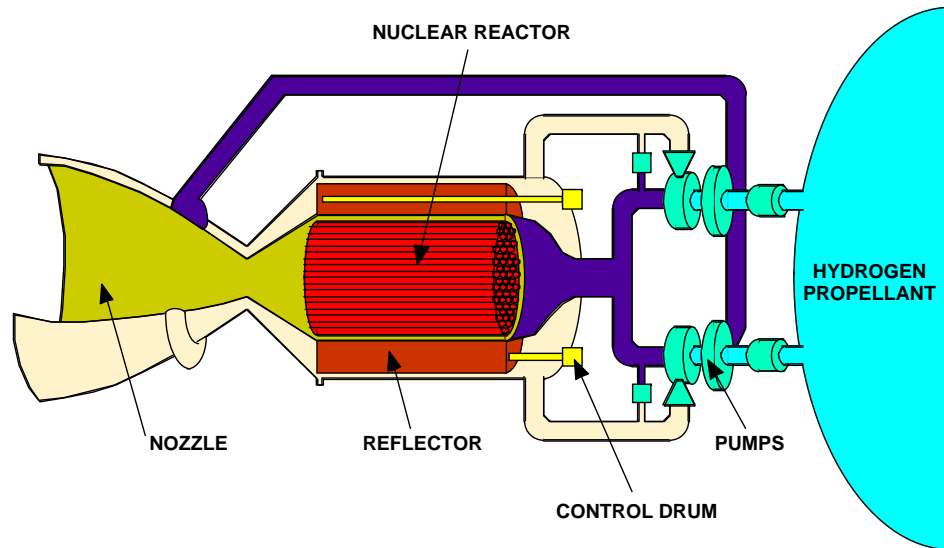 NUCLEAR REACTOR
HYDROGEN
PROPELLANT
NOZZLE
REFLECTOR
PUMPS
CONTROL DRUM